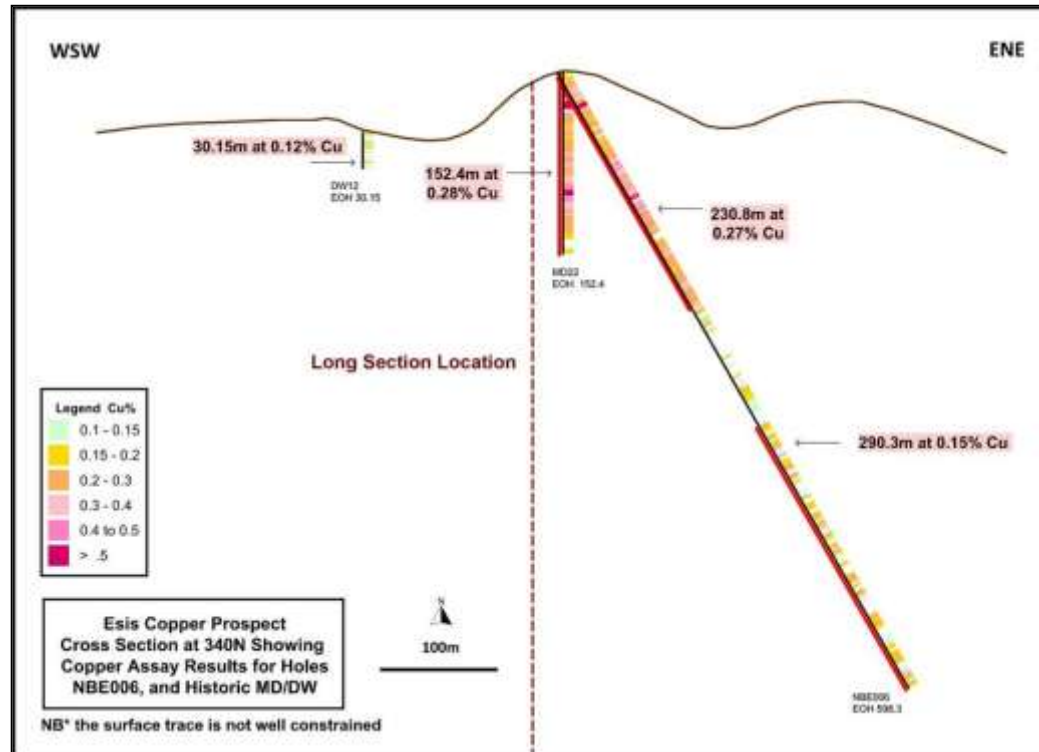 WSW
ENE
30.15m at 0.12% Cu
DW12
EOH 30.15
152.4m at
0.28% Cu
230.8m at
0.27% Cu
MD22
EOH. 152.4
Long Section Location
290.3m at 0.15% Cu
Legend Cu%
0.1 - 0.15
0.15 - 0.2
0.2 - 0.3
0.3 - 0.4
0.4 to 0.5
> .5
Esis Copper Prospect
Cross Section at 340N Showing
Copper Assay Results for Holes
NBE006, and Historic MD/DW
N
100m
NBE006
EOH 598.3
NB* the surface trace is not well constrained